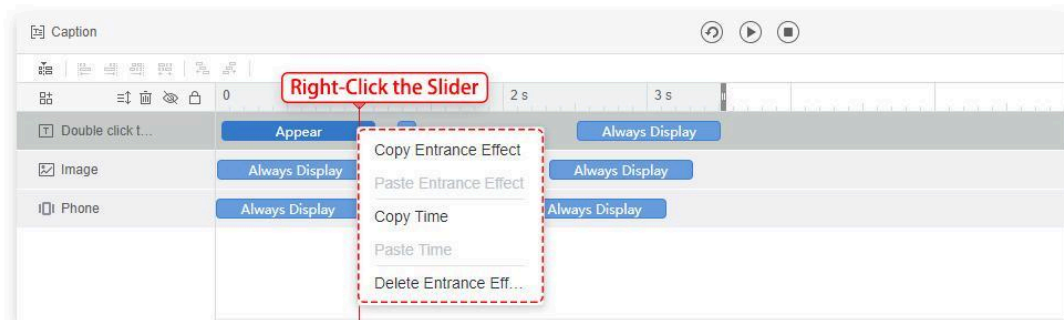 Caption
Right-Click the Slider
0 2 s 3 s
Double click t...
Appear
Always Display
Copy Entrance Effect
Image
Always Display
Always Display
Paste Entrance Effect
Phone
Always Display
Always Display
Copy Time
Paste Time
Delete Entrance Eff...